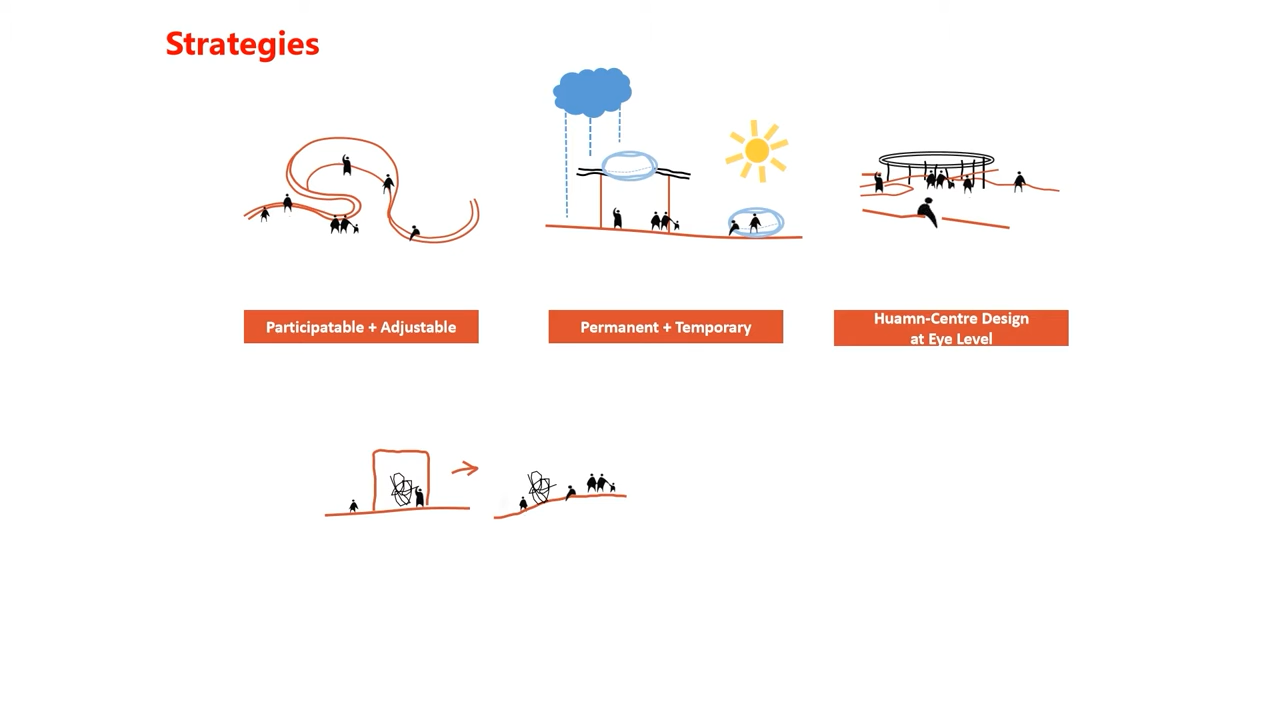 Strategies
Participatable + Adjustable
Permanent + Temporary
Huamn-Centre Design
at Eye Level